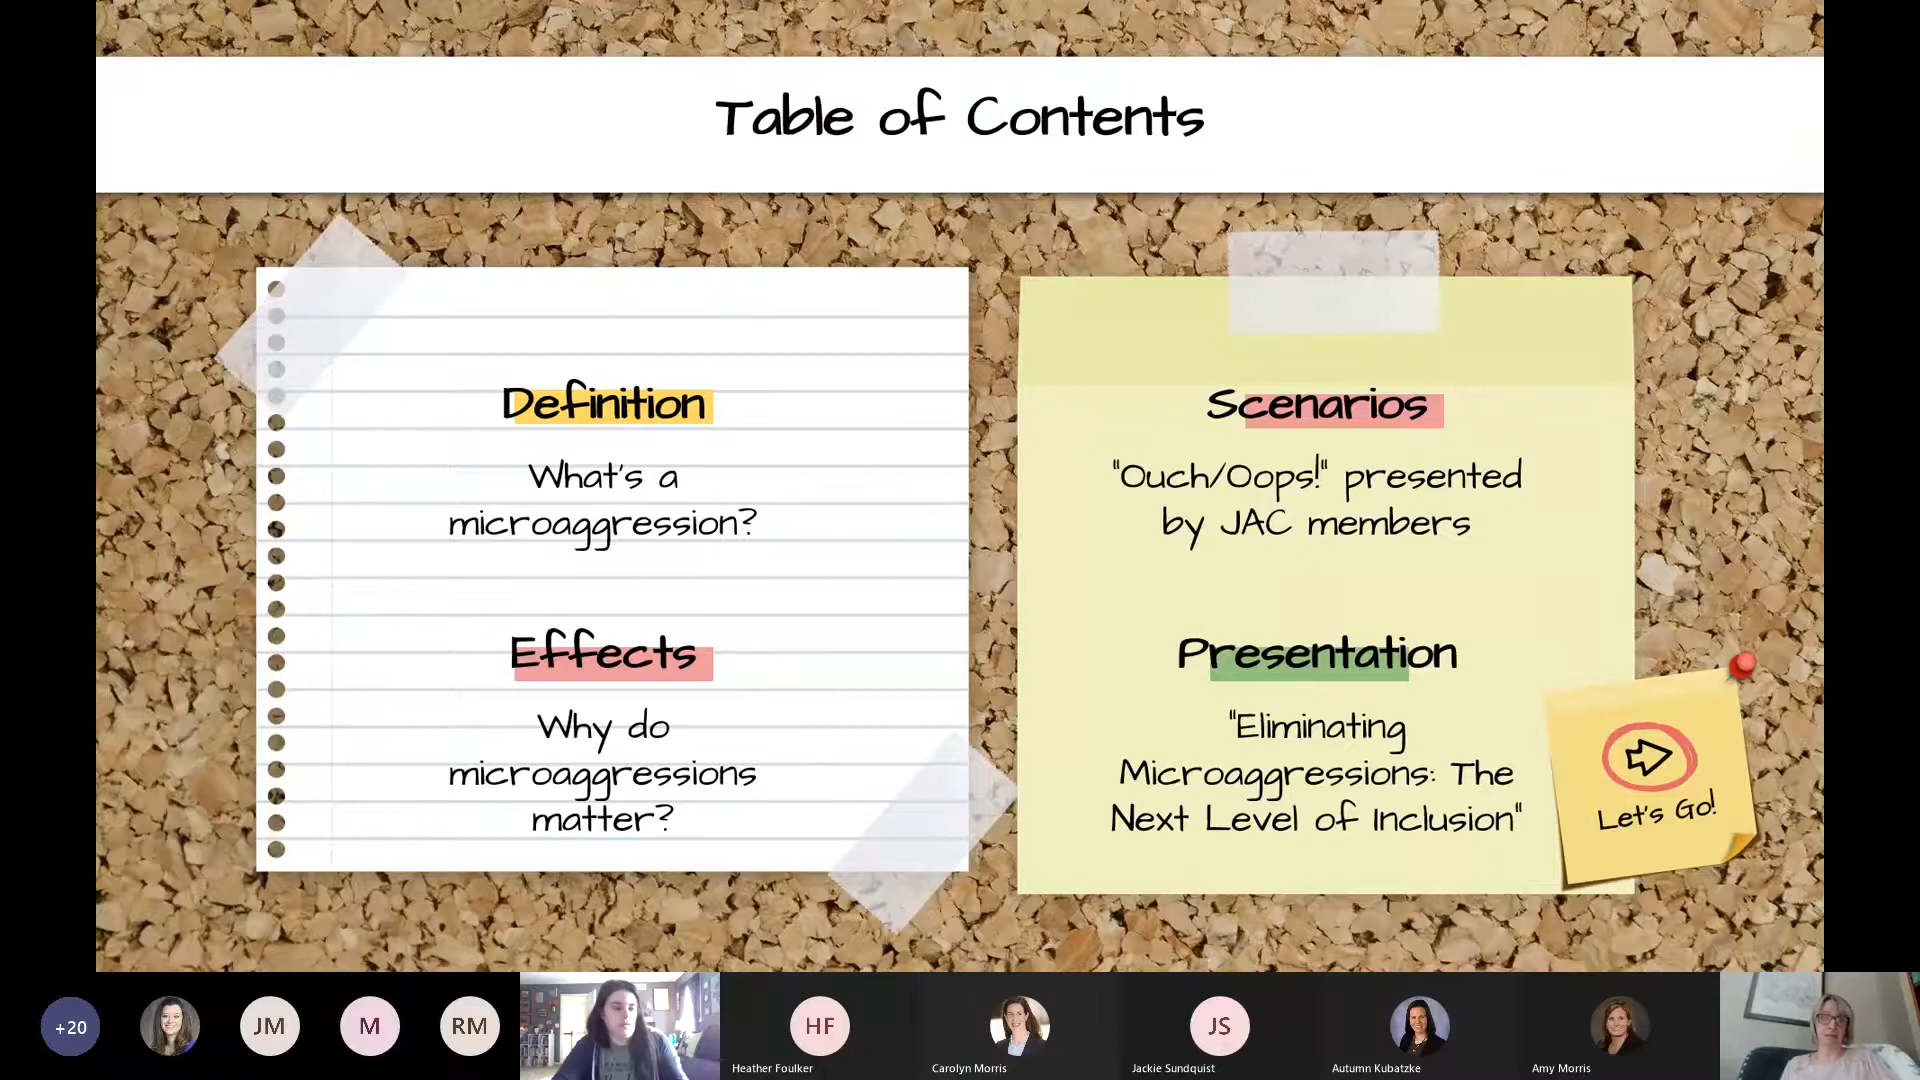 Table of Contents
Definition
What's a
microaggression?
Effects
Why do
microaggressions
matter?
Scenarios
"Ouch/Oops!" presented
by JAC members
Presentation
"Eliminating
Microaggressions: The
Next Level of Inclusion"
Let's Go!
+20
JM
M
RM
HF
Heather Foulker
Carolyn Morris
JS
Jackie Sundquist
Autumn Kubatzke
Amy Morris